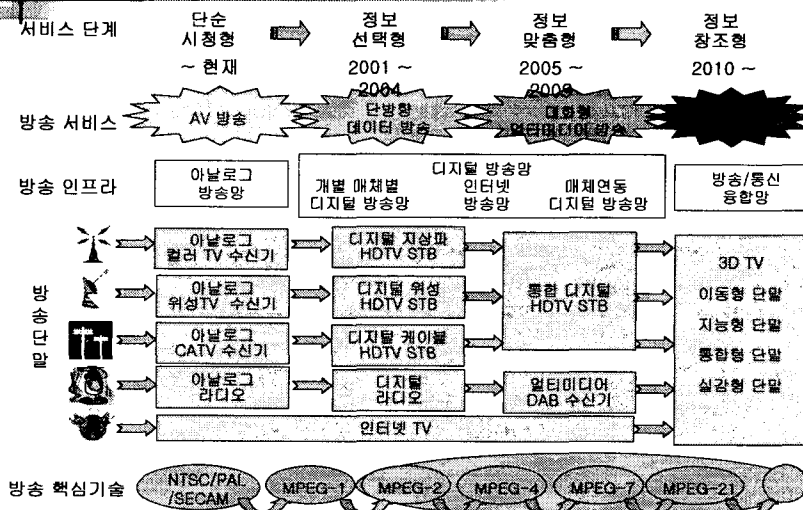 서비스 단계
단순
시청형
정보
선택형
정보
맞춤형
정보
창조형
~ 현재
2001 ~
2004
2005 ~
2010 ~
방송 서비스
AV 방송
단방향
데이터 방송
대화형
멀티미디어 방송
방송 인프라
아날로그
방송망
디지털 방송망
개별 매체별
디지털 방송망
인터넷
방송망
매체연동
디지털 방송망
방송/통신
융합망
방송단말
아날로그
컬러 TV 수신기
디지털 지상파
HDTV STB
아날로그
위성TV 수신기
디지털 위성
HDTV STB
통합 디지털
HDTV STB
아날로그
CATV 수신기
디지털 케이블
HDTV STB
아날로그
라디오
디지털
라디오
멀티미디어
DAB 수신기
인터넷 TV
3D TV
이동형 단말
지능형 단말
통합형 단말
실감형 단말
방송 핵심기술
NTSC/PAL
/SECAM
MPEG-1
MPEG-2
MPEG-4
MPEG-7
MPEG-21